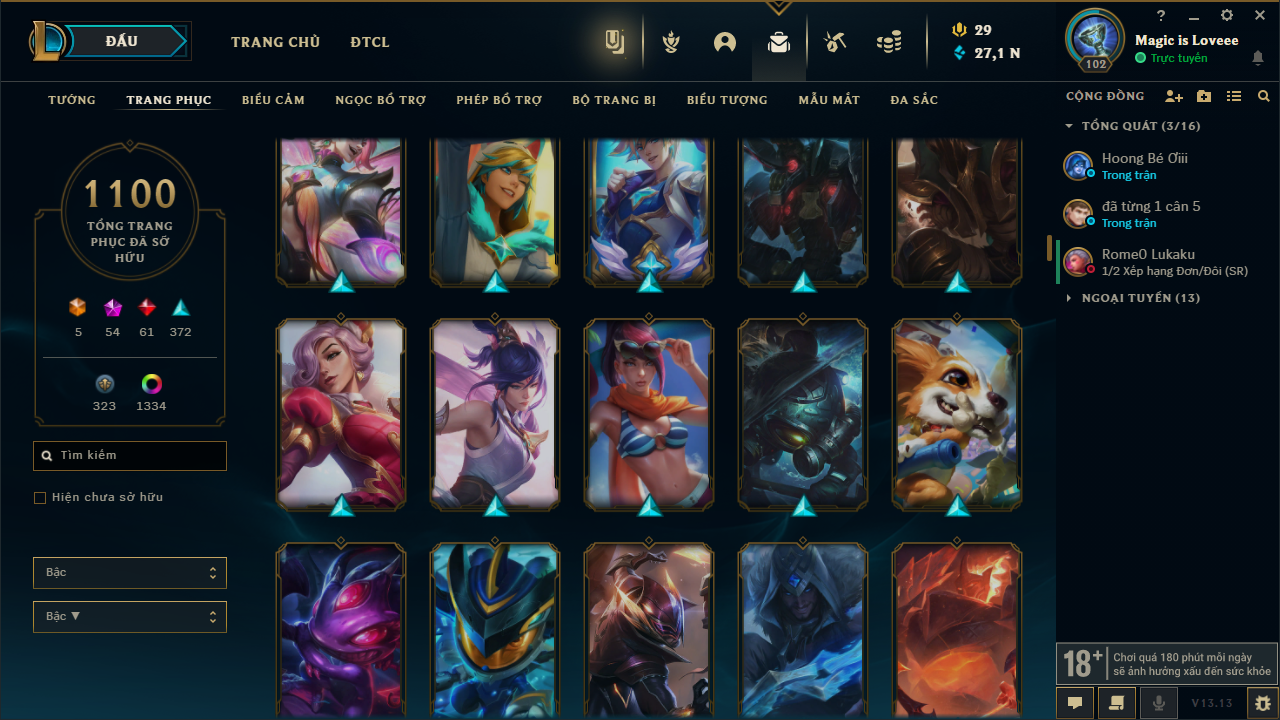 ĐẤU
TRANG CHỦ
ĐTCL
29
27,1 N
102
Magic is Loveee
Trực tuyến
TƯỚNG
TRANG PHỤC
BIỂU CẢM
NGỌC BỔ TRỢ
PHÉP BỔ TRỢ
BỘ TRANG BỊ
BIỂU TƯỢNG
MẪU MẮT
ĐA SẮC
CỘNG ĐỒNG
TỔNG QUÁT (3/16)
Hoong Bé Ơiii
Trong trận
đã từng 1 cân 5
Trong trận
Rome0 Lukaku
1/2 Xếp hạng Đơn/Đôi (SR)
NGOẠI TUYẾN (13)
1100
TỔNG TRANG
PHỤC ĐÃ SỞ
HỮU
5
54
61
372
323
1334
Tìm kiếm
Hiện chưa sở hữu
Bậc
Bậc ▼
18+
Chơi quá 180 phút mỗi ngày
sẽ ảnh hưởng xấu đến sức khỏe
V13.13